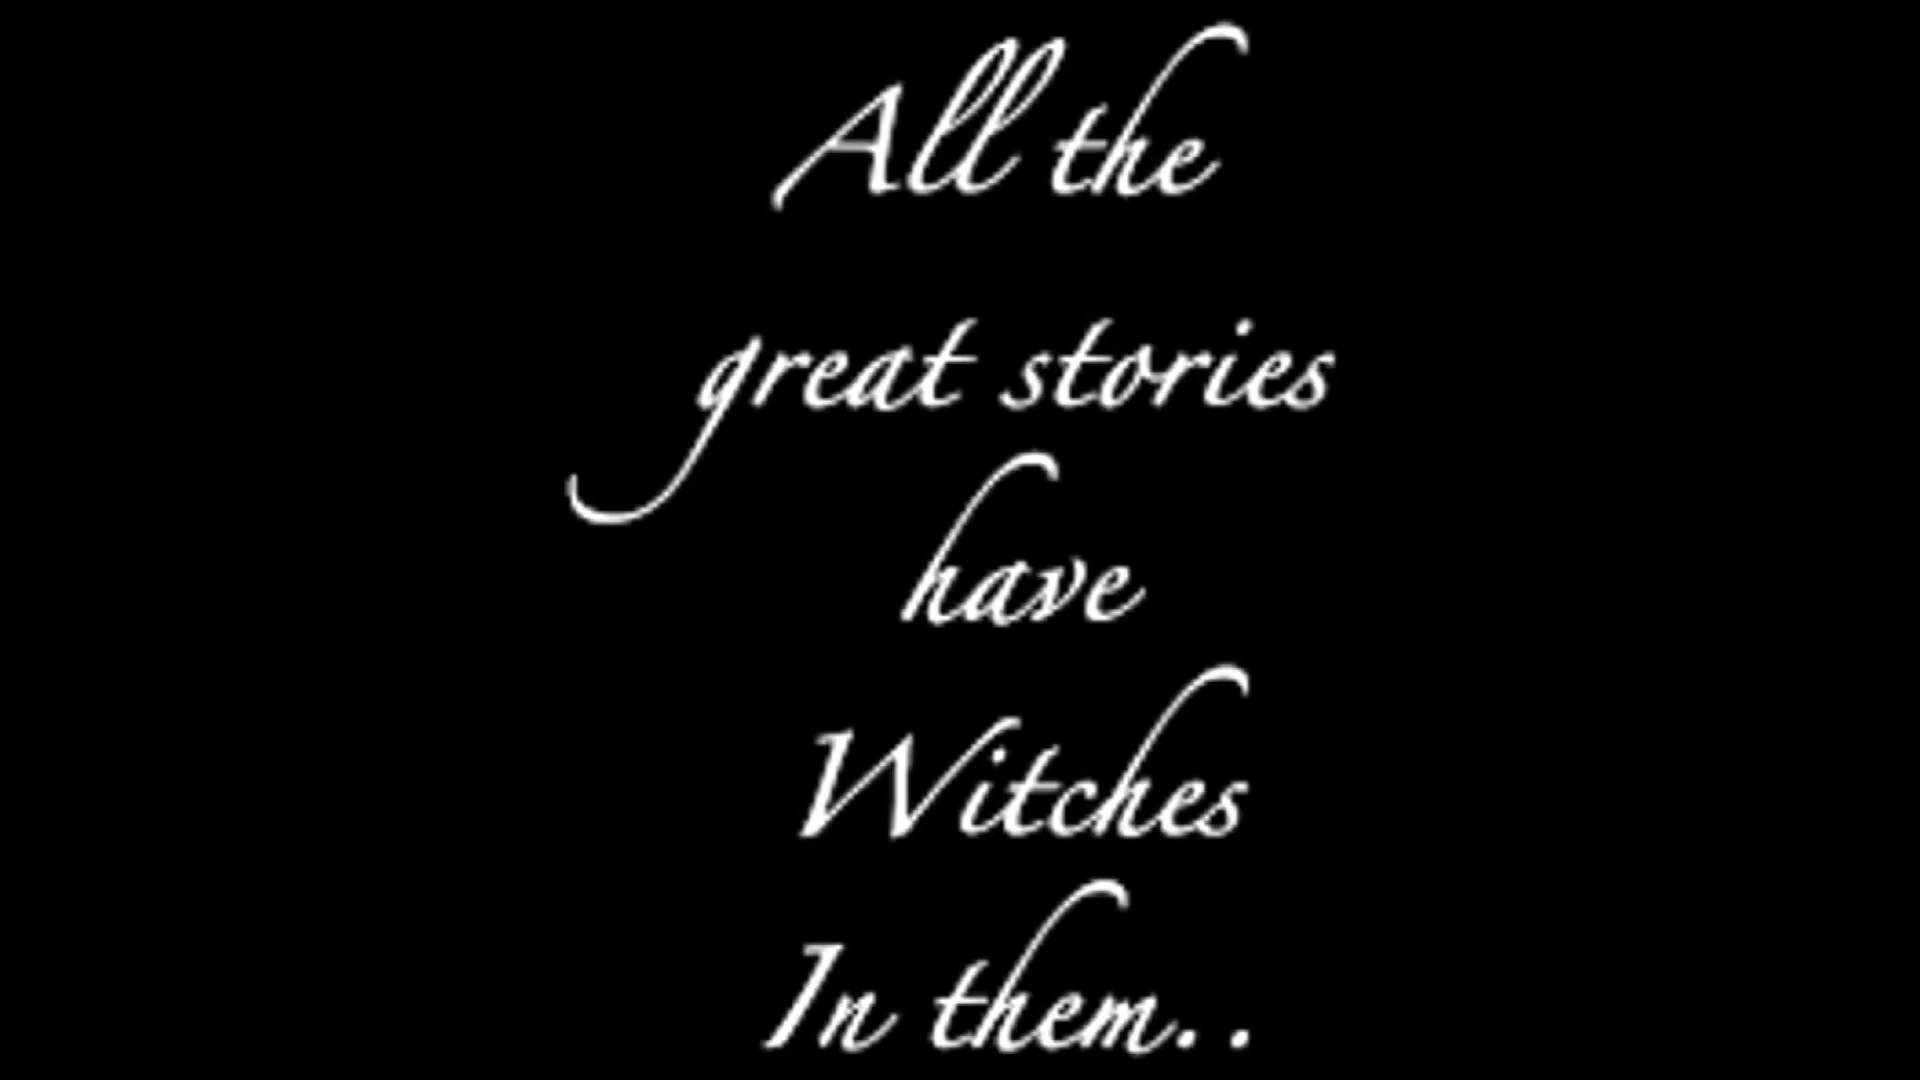 All the
great stories
have
Witches
In them..